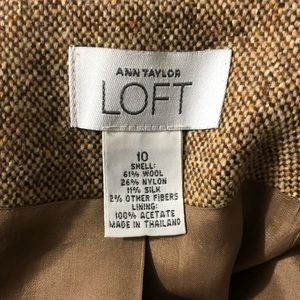 ANN TAYLOR
LOFT
10
SHELL:
61% WOOL
26% NYLON
11% SILK
2% OTHER FIBERS
LINING:
100% ACETATE
MADE IN THAILAND